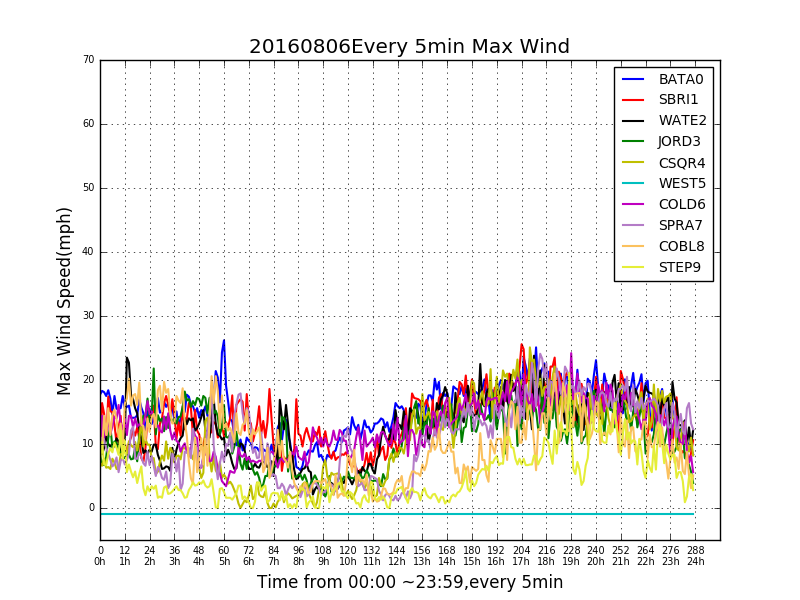 20160806Every 5min Max Wind
70
60
50
40
30
20
10
0
Max Wind Speed(mph)
BATA0
SBRI1
WATE2
JORD3
CSQR4
WEST5
COLD6
SPRA7
COBL8
STEP9
0 12 24 36 48 60 72 84 96 108 120 132 144 156 168 180 192 204 216 228 240 252 264 276 288
0h 1h 2h 3h 4h 5h 6h 7h 8h 9h 10h 11h 12h 13h 14h 15h 16h 17h 18h 19h 20h 21h 22h 23h 24h
Time from 00:00 ~23:59,every 5min